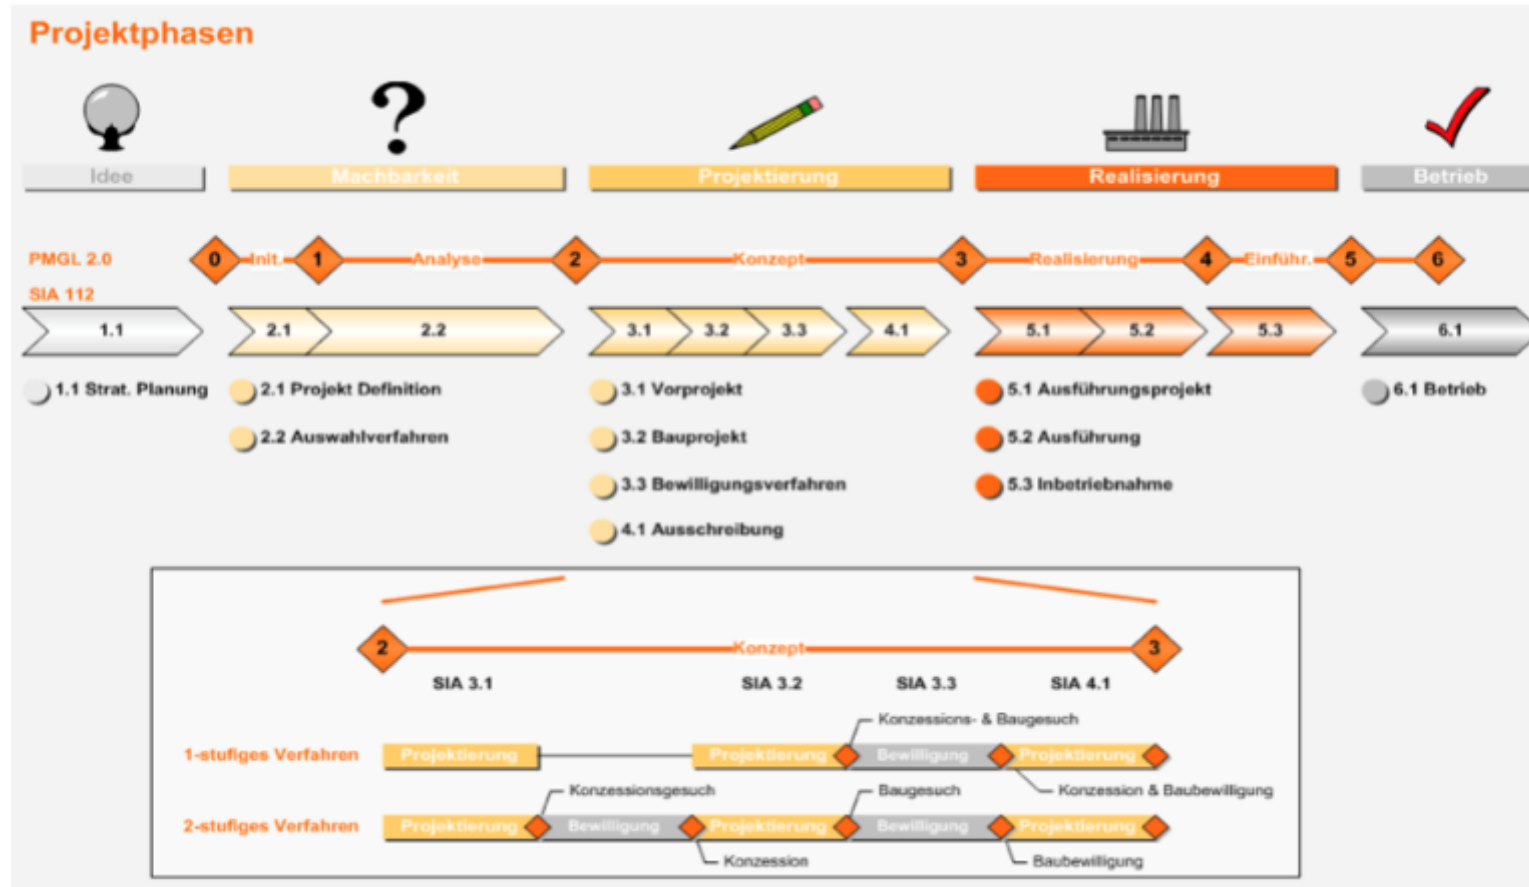 Projektphasen
Idee Machbarkeit Projektierung Realisierung Betrieb
PMGL 2.0 0 Init. 1 Analyse 2 Konzept 3 Realisierung 4 Einführ. 5 6
SIA 112
1.1 2.1 2.2 3.1 3.2 3.3 4.1 5.1 5.2 5.3 6.1
1.1 Strat. Planung 2.1 Projekt Definition 3.1 Vorprojekt 5.1 Ausführungsprojekt 6.1 Betrieb
2.2 Auswahlverfahren 3.2 Bauprojekt 5.2 Ausführung
3.3 Bewilligungsverfahren 5.3 Inbetriebnahme
4.1 Ausschreibung
2 Konzept 3
SIA 3.1 SIA 3.2 SIA 3.3 SIA 4.1
Konzessions- & Baugesuch
1-stufiges Verfahren Projektierung Projektierung Bewilligung Projektierung
Konzessionsgesuch Baugesuch Konzession & Baubewilligung
2-stufiges Verfahren Projektierung Bewilligung Projektierung Bewilligung Projektierung
Konzession Baubewilligung